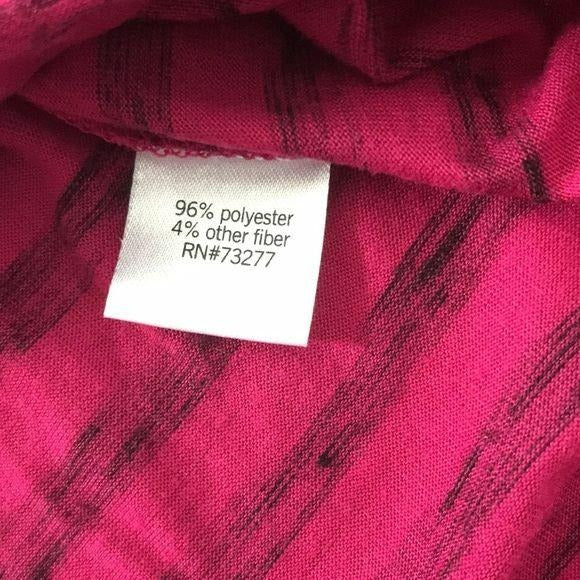 96% polyester
4% other fiber
RN#73277